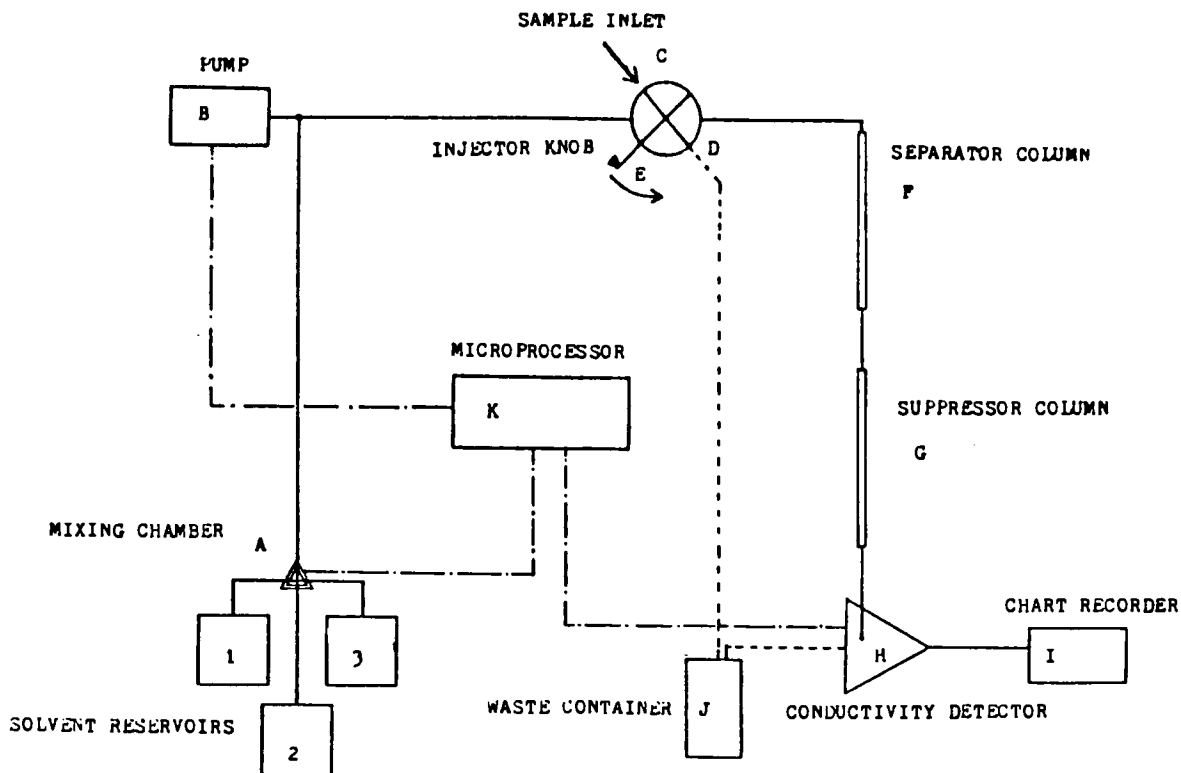 SAMPLE INLET
C
PUMP
B
INJECTOR KNOB
D
E
SEPARATOR COLUMN
F
MICROPROCESSOR
K
SUPPRESSOR COLUMN
G
MIXING CHAMBER
A
CHART RECORDER
1
3
H
I
WASTE CONTAINER
J
CONDUCTIVITY DETECTOR
SOLVENT RESERVOIRS
2